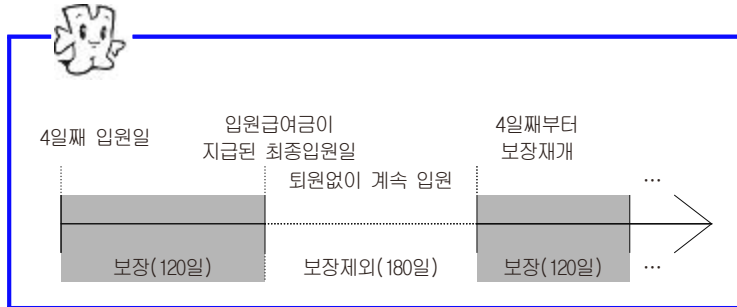 4일째 입원일
입원급여금이
지급된 최종입원일
4일째부터
보장재개
퇴원없이 계속 입원
…
보장(120일)
보장제외(180일)
보장(120일)
…